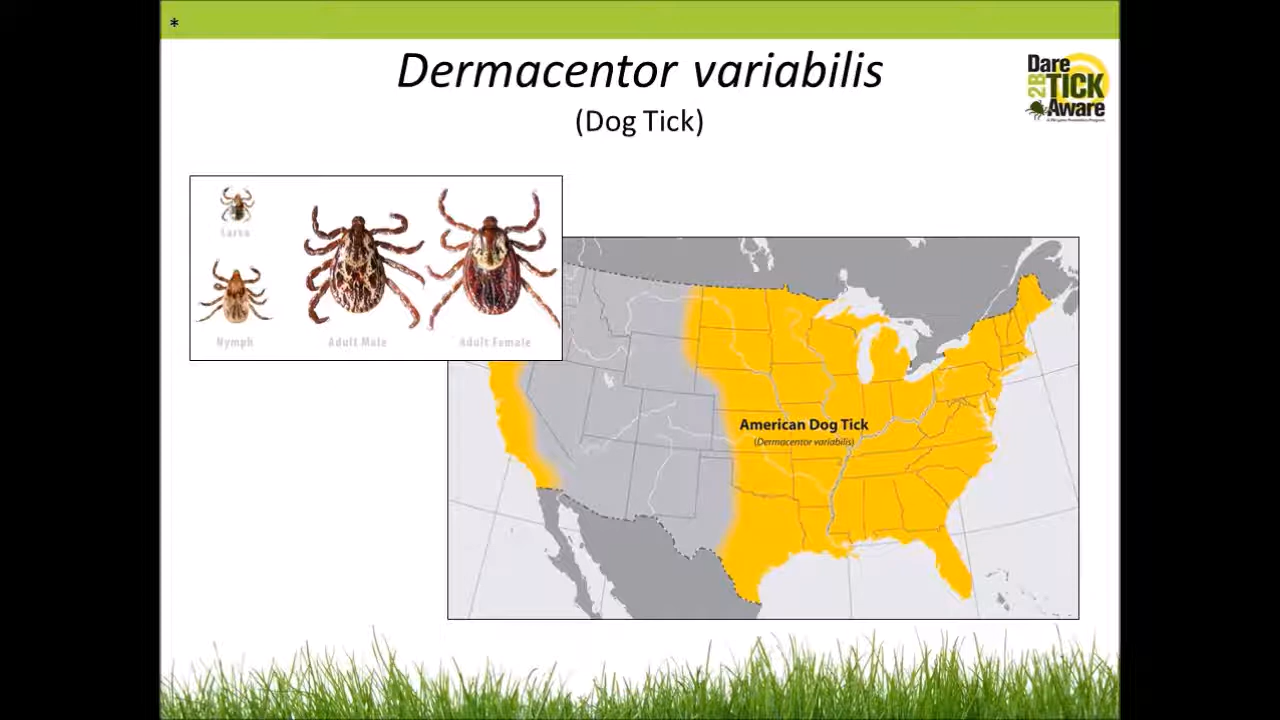 *
Dermacentor variabilis
(Dog Tick)
Dare
2B
TICK
Aware
Larva
Nymph
Adult Male
Adult Female
American Dog Tick
(Dermacentor variabilis)